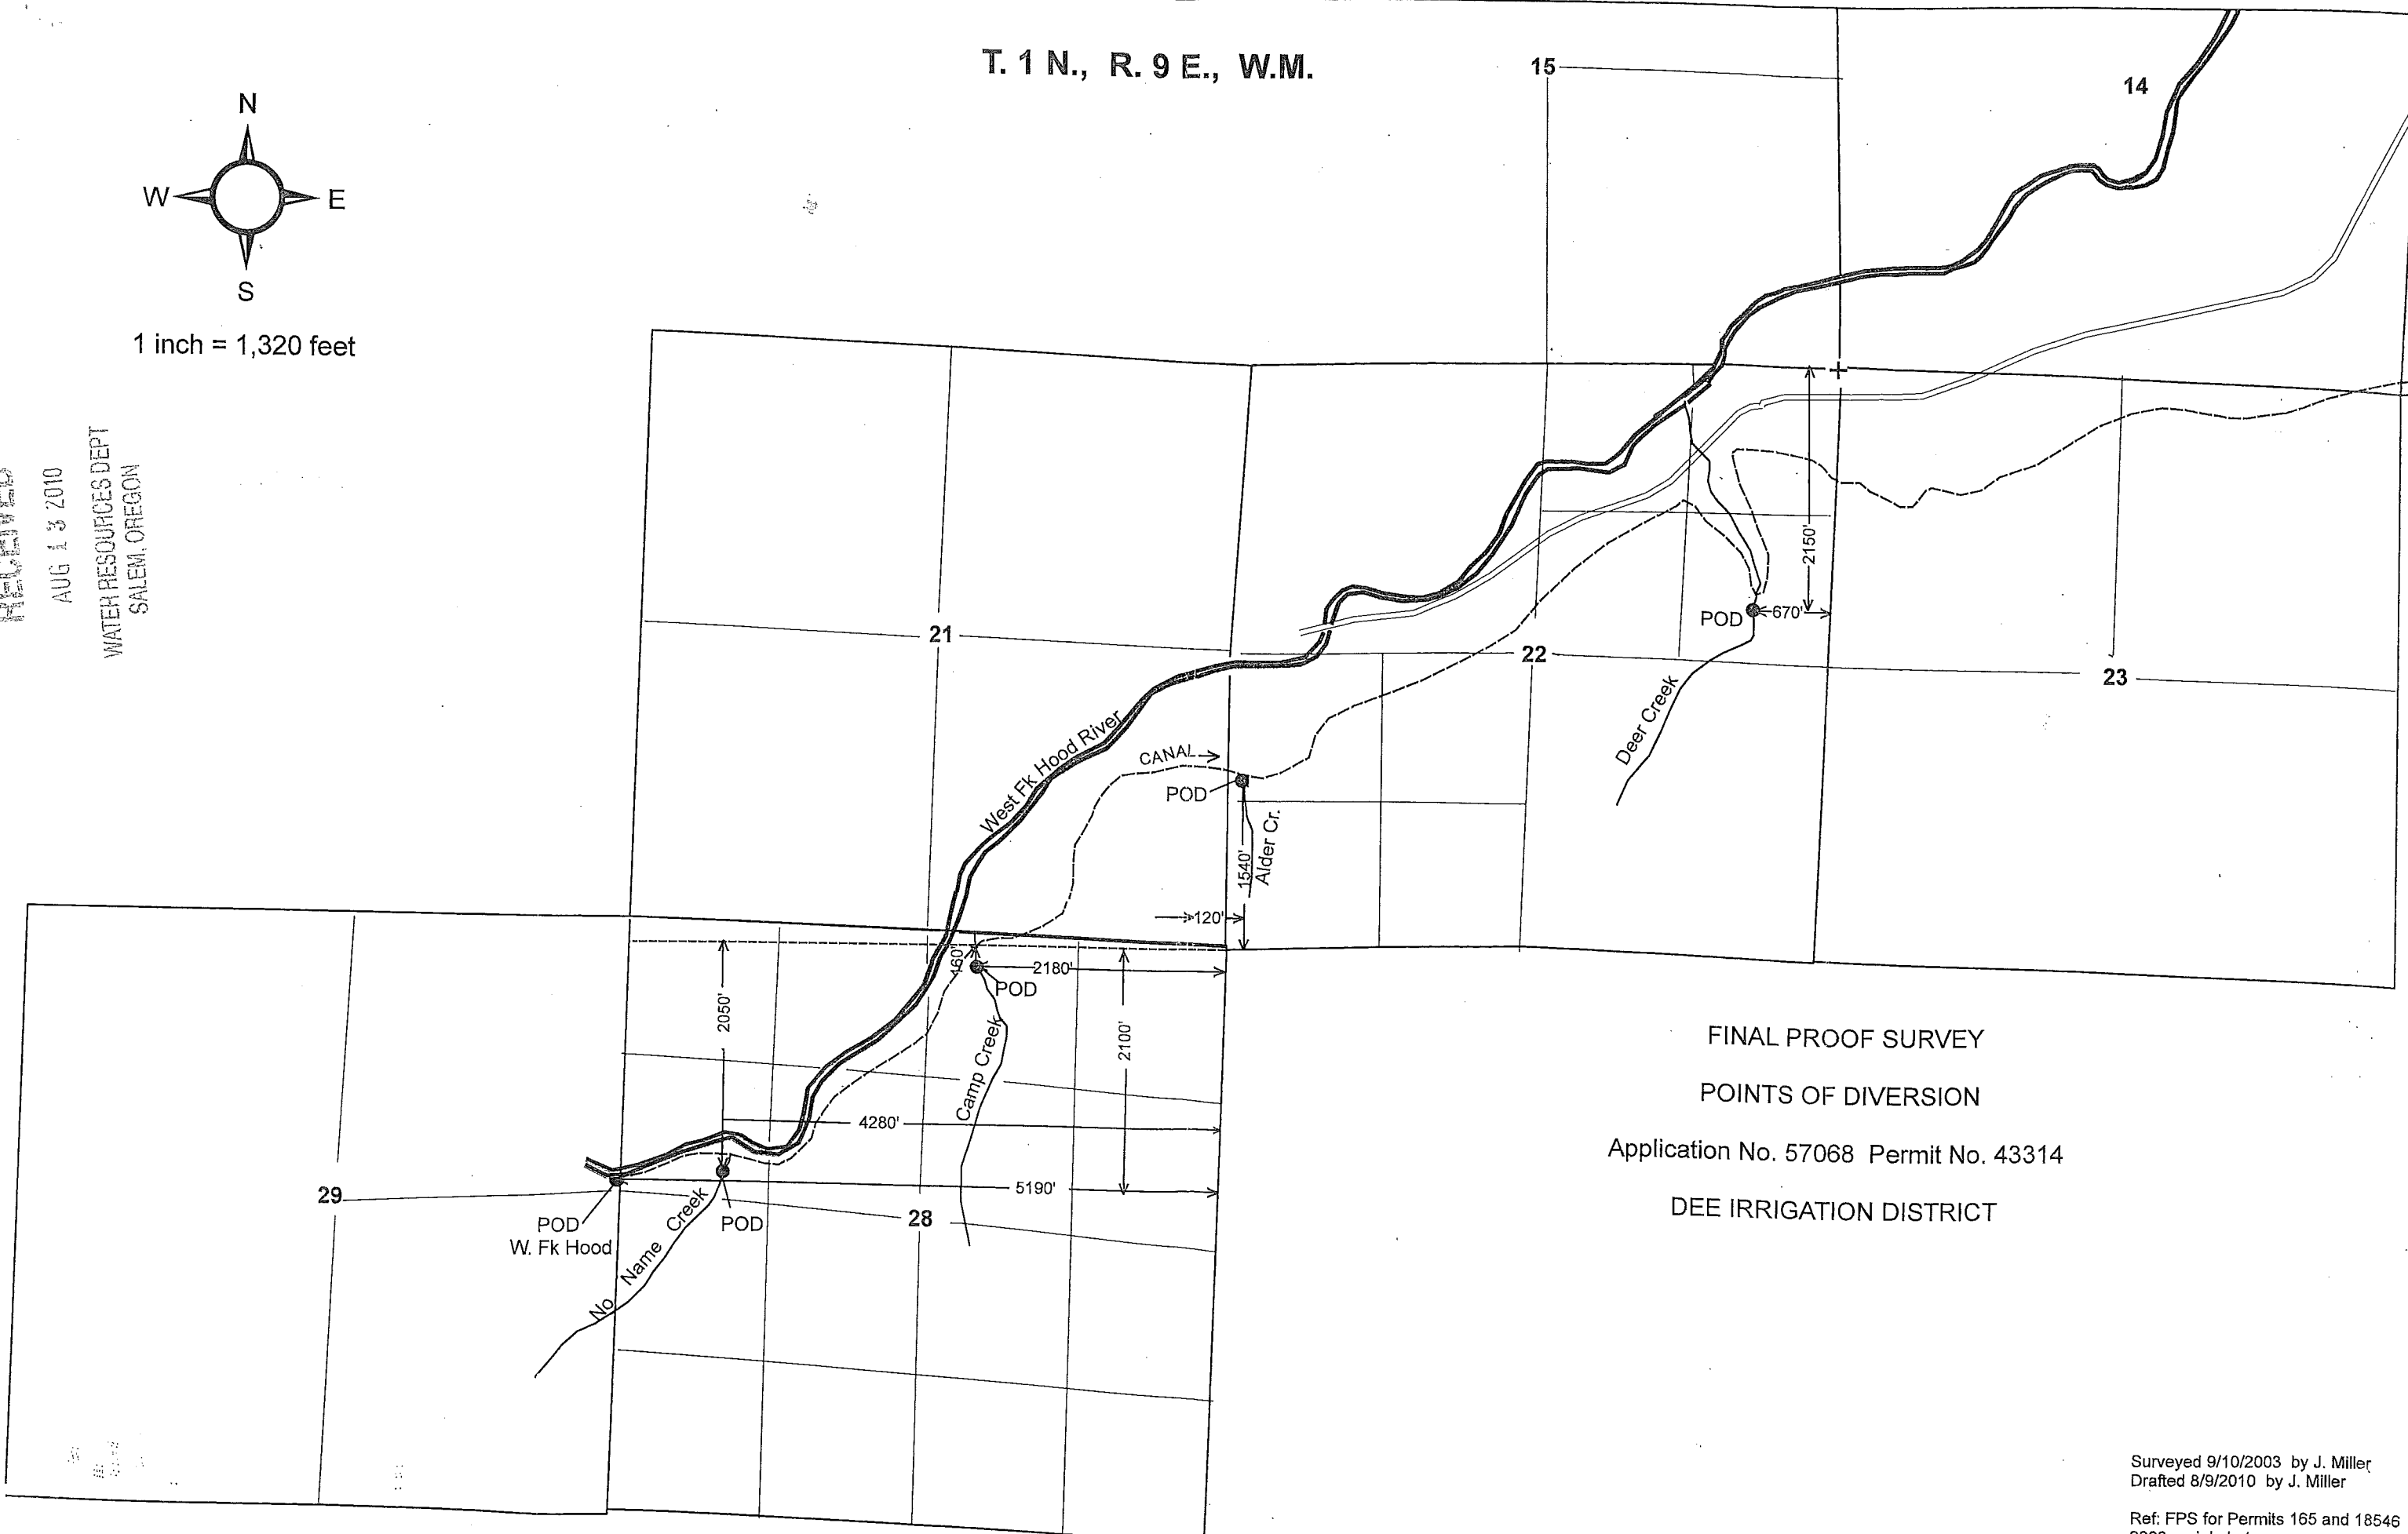 T. 1 N., R. 9 E., W.M.
15
14
N
W
E
S
1 inch = 1,320 feet
RECEIVED
AUG 13 2010
WATER RESOURCES DEPT
SALEM, OREGON
21
22
23
2150'
POD
670'
Deer Creek
West Fk Hood River
CANAL
POD
1540'
Alder Cr.
120'
160'
2180'
POD
2050'
2100'
Camp Creek
4280'
5190'
29
28
POD
W. Fk Hood
POD
No Name Creek
FINAL PROOF SURVEY
POINTS OF DIVERSION
Application No. 57068 Permit No. 43314
DEE IRRIGATION DISTRICT
Surveyed 9/10/2003 by J. Miller
Drafted 8/9/2010 by J. Miller
Ref: FPS for Permits 165 and 18546